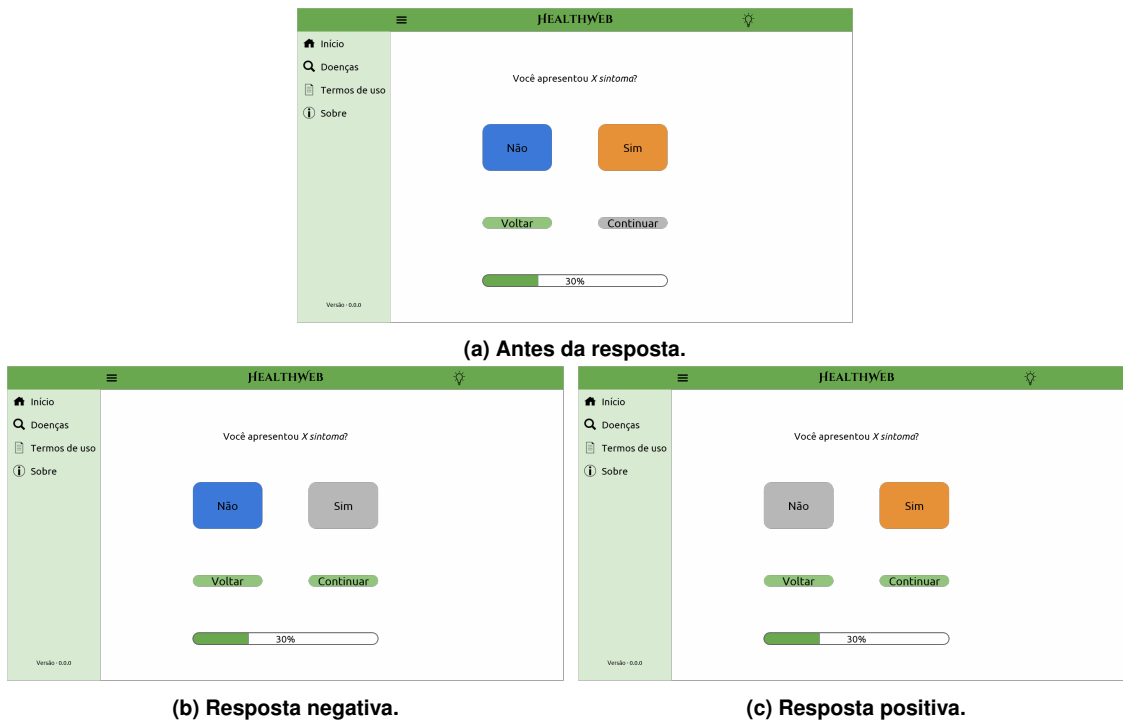 HEALTHWEB
Início
Doenças
Termos de uso
Sobre
Você apresentou X sintoma?
Não Sim
Voltar Continuar
30%
Versão - 0.0.0
(a) Antes da resposta.
HEALTHWEB
Início
Doenças
Termos de uso
Sobre
Você apresentou X sintoma?
Não Sim
Voltar Continuar
30%
Versão - 0.0.0
(b) Resposta negativa.
HEALTHWEB
Início
Doenças
Termos de uso
Sobre
Você apresentou X sintoma?
Não Sim
Voltar Continuar
30%
Versão - 0.0.0
(c) Resposta positiva.